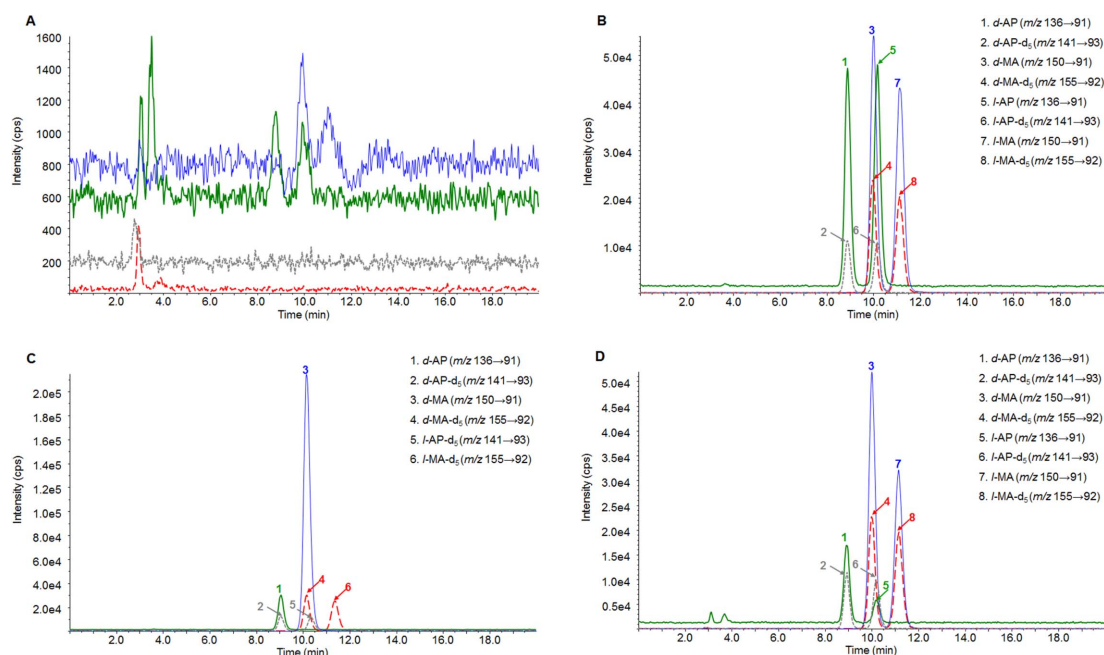 A
Intensity (cps)
1600
1400
1200
1000
800
600
400
200
2.0 4.0 6.0 8.0 10.0 12.0 14.0 16.0 18.0
Time (min)
B
Intensity (cps)
5.0e4
4.0e4
3.0e4
2.0e4
1.0e4
1
2
3
4
5
6
7
8
2.0 4.0 6.0 8.0 10.0 12.0 14.0 16.0 18.0
Time (min)
1. d-AP (m/z 136→91)
2. d-AP-d5 (m/z 141→93)
3. d-MA (m/z 150→91)
4. d-MA-d5 (m/z 155→92)
5. l-AP (m/z 136→91)
6. l-AP-d5 (m/z 141→93)
7. l-MA (m/z 150→91)
8. l-MA-d5 (m/z 155→92)
C
Intensity (cps)
2.0e5
1.8e5
1.6e5
1.4e5
1.2e5
1.0e5
8.0e4
6.0e4
4.0e4
2.0e4
1
2
3
4
5
6
2.0 4.0 6.0 8.0 10.0 12.0 14.0 16.0 18.0
Time (min)
1. d-AP (m/z 136→91)
2. d-AP-d5 (m/z 141→93)
3. d-MA (m/z 150→91)
4. d-MA-d5 (m/z 155→92)
5. l-AP-d5 (m/z 141→93)
6. l-MA-d5 (m/z 155→92)
D
Intensity (cps)
5.0e4
4.5e4
4.0e4
3.5e4
3.0e4
2.5e4
2.0e4
1.5e4
1.0e4
5.0e4
1
2
3
4
5
6
7
8
2.0 4.0 6.0 8.0 10.0 12.0 14.0 16.0 18.0
Time (min)
1. d-AP (m/z 136→91)
2. d-AP-d5 (m/z 141→93)
3. d-MA (m/z 150→91)
4. d-MA-d5 (m/z 155→92)
5. l-AP (m/z 136→91)
6. l-AP-d5 (m/z 141→93)
7. l-MA (m/z 150→91)
8. l-MA-d5 (m/z 155→92)